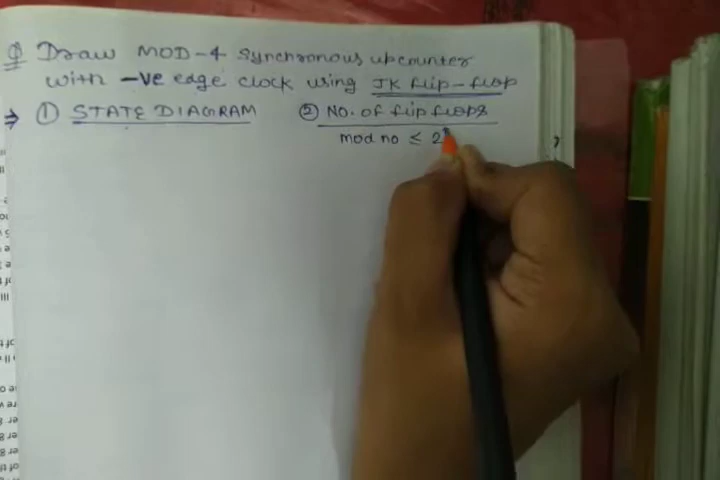 Q Draw MOD-4 Synchronous upcounter
with -ve edge clock using JK flip-flop
⇒ ① STATE DIAGRAM ② NO. of flip flops
mod no ≤ 2